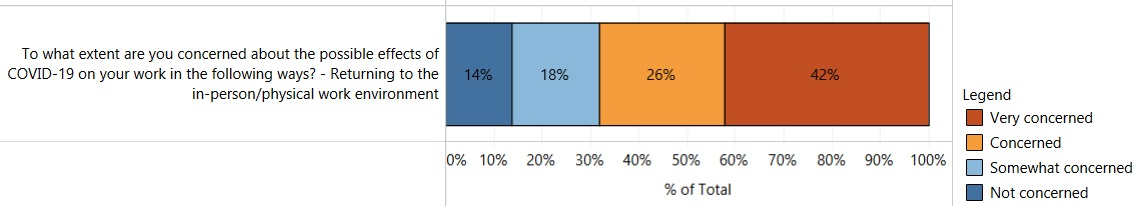 To what extent are you concerned about the possible effects of
COVID-19 on your work in the following ways? - Returning to the
in-person/physical work environment
14%
18%
26%
42%
0% 10% 20% 30% 40% 50% 60% 70% 80% 90% 100%
% of Total
Legend
Very concerned
Concerned
Somewhat concerned
Not concerned